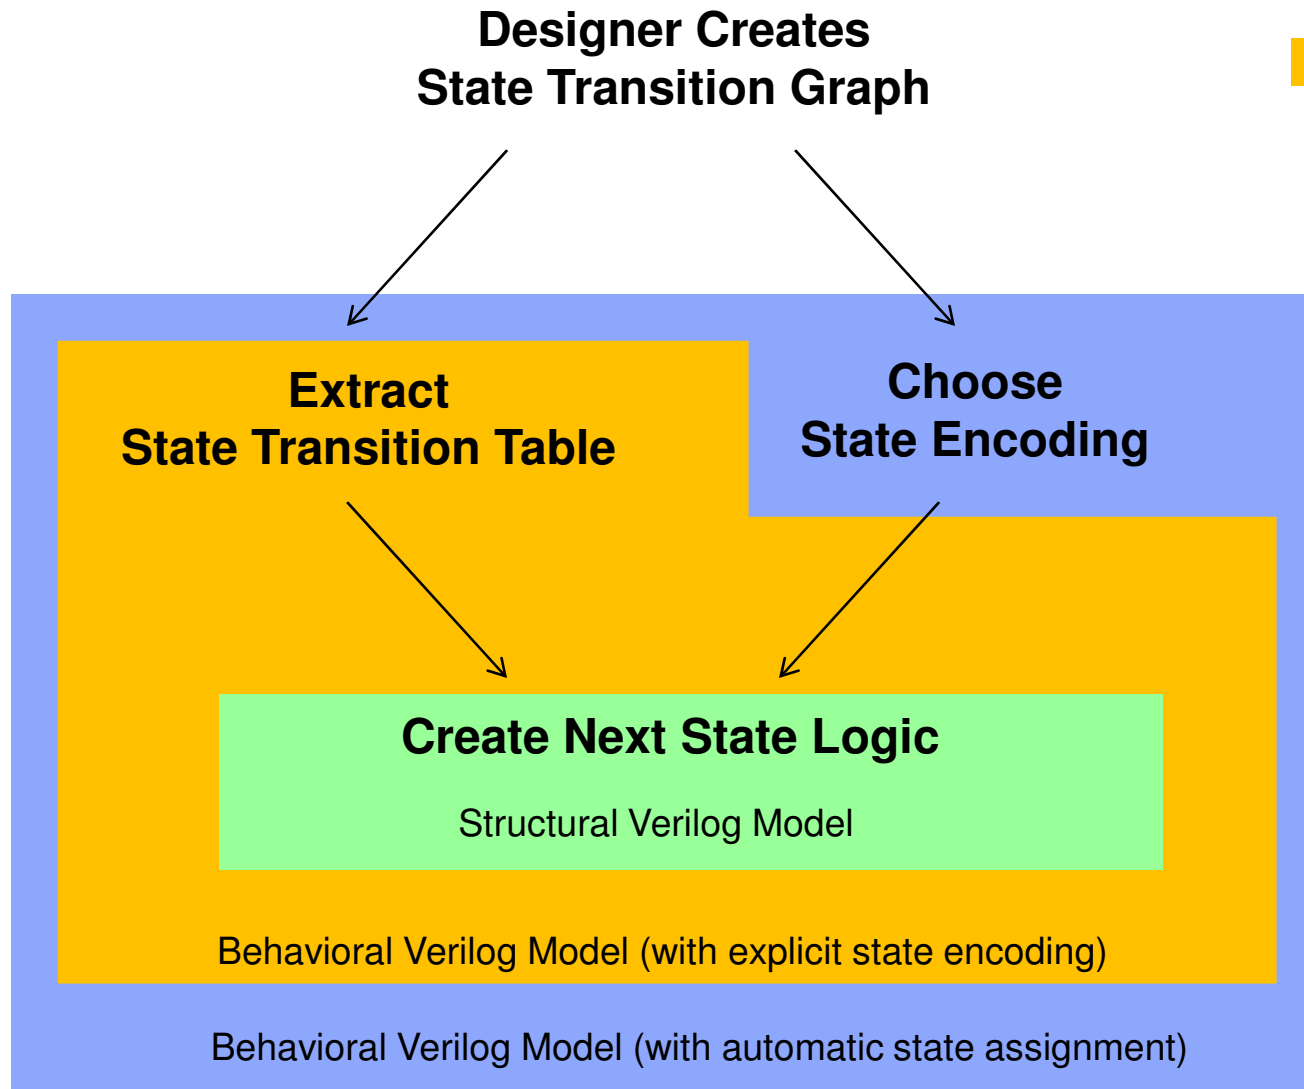 Designer Creates
State Transition Graph
Extract
State Transition Table
Choose
State Encoding
Create Next State Logic
Structural Verilog Model
Behavioral Verilog Model (with explicit state encoding)
Behavioral Verilog Model (with automatic state assignment)